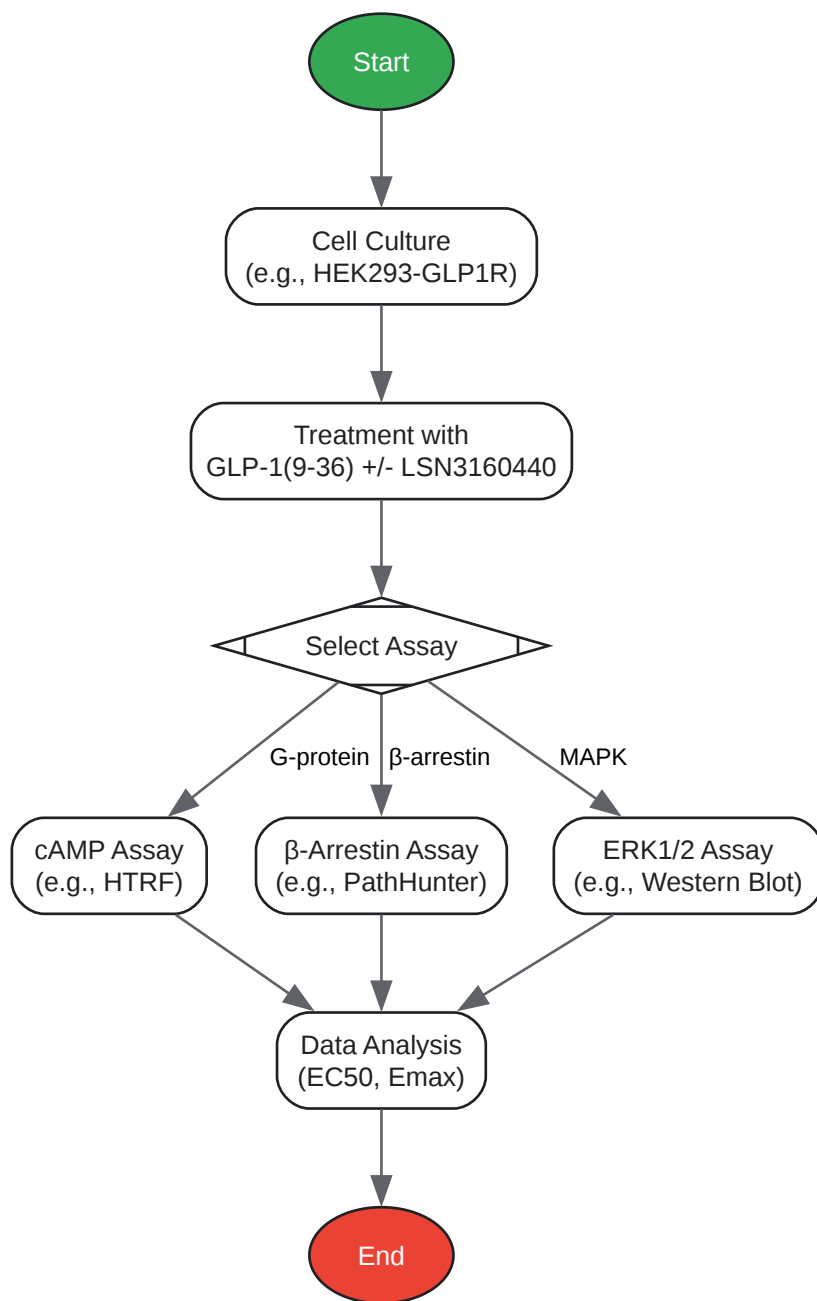 Start
Cell Culture
(e.g., HEK293-GLP1R)
Treatment with
GLP-1(9-36) +/- LSN3160440
Select Assay
G-protein
β-arrestin
MAPK
cAMP Assay
(e.g., HTRF)
β-Arrestin Assay
(e.g., PathHunter)
ERK1/2 Assay
(e.g., Western Blot)
Data Analysis
(EC50, Emax)
End